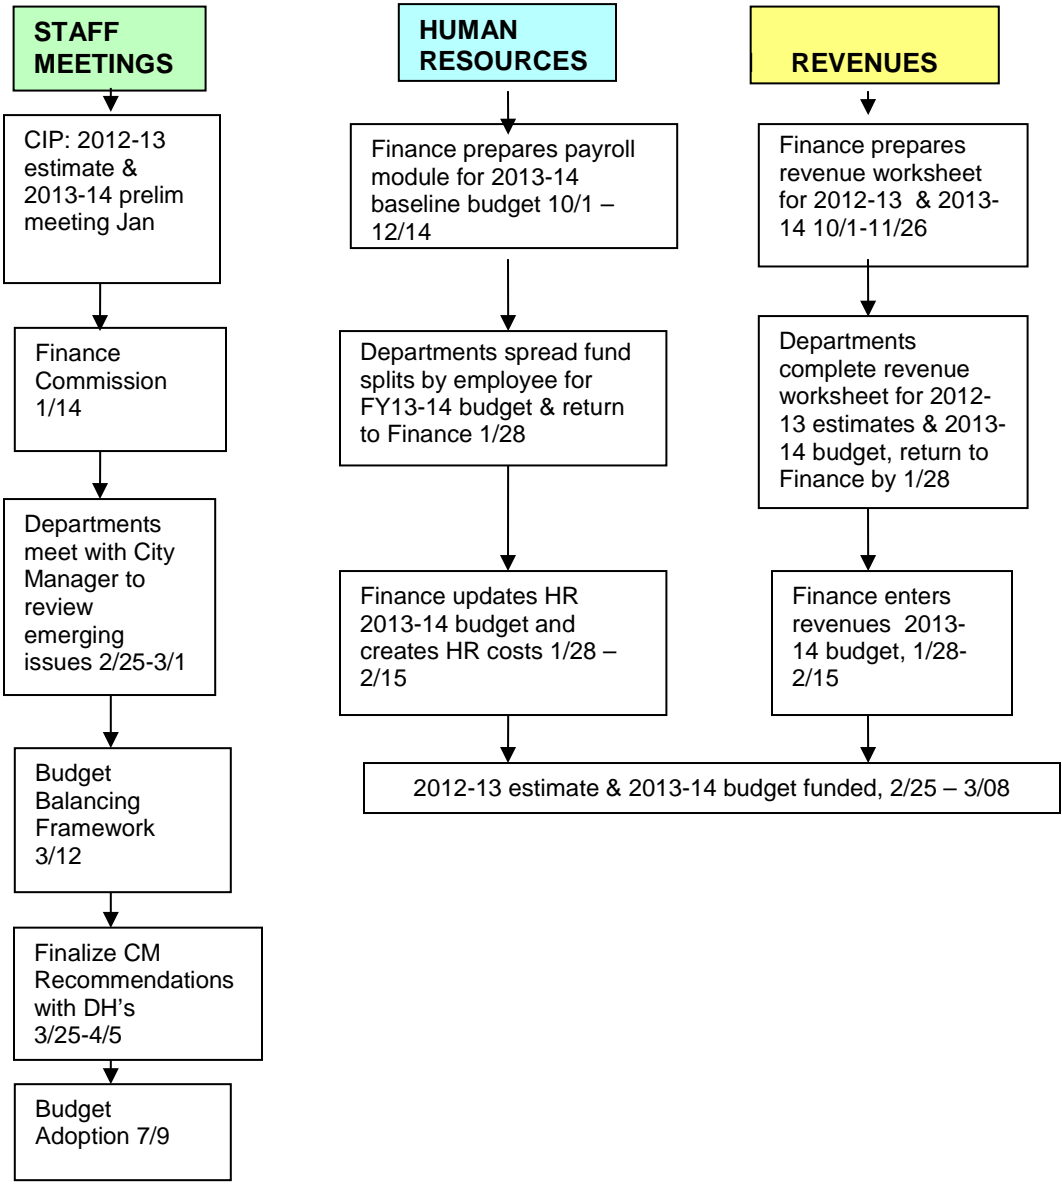 STAFF
MEETINGS
CIP: 2012-13
estimate &
2013-14 prelim
meeting Jan
Finance
Commission
1/14
Departments
meet with City
Manager to
review
emerging
issues 2/25-3/1
Budget
Balancing
Framework
3/12
Finalize CM
Recommendations
with DH's
3/25-4/5
Budget
Adoption 7/9
HUMAN
RESOURCES
Finance prepares payroll
module for 2013-14
baseline budget 10/1 –
12/14
Departments spread fund
splits by employee for
FY13-14 budget & return
to Finance 1/28
Finance updates HR
2013-14 budget and
creates HR costs 1/28 –
2/15
REVENUES
Finance prepares
revenue worksheet
for 2012-13 & 2013-
14 10/1-11/26
Departments
complete revenue
worksheet for 2012-
13 estimates & 2013-
14 budget, return to
Finance by 1/28
Finance enters
revenues 2013-
14 budget, 1/28-
2/15
2012-13 estimate & 2013-14 budget funded, 2/25 – 3/08